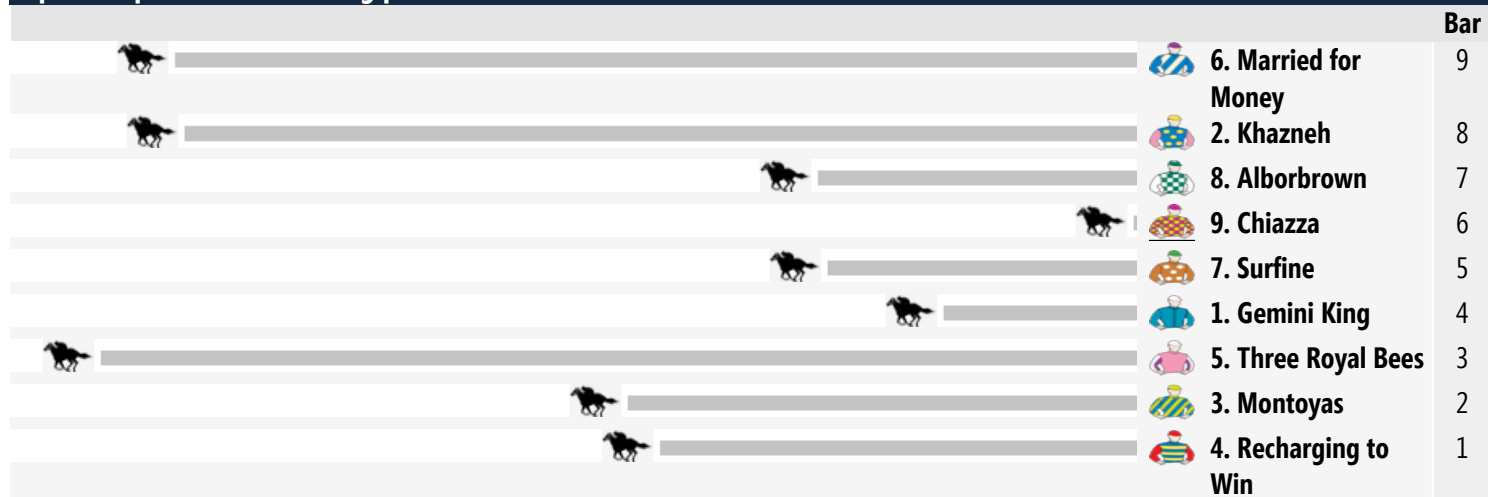 Bar
6. Married for 9
Money
2. Khazneh 8
8. Alborbrown 7
9. Chiazza 6
7. Surfine 5
1. Gemini King 4
5. Three Royal Bees 3
3. Montoyas 2
4. Recharging to 1
Win